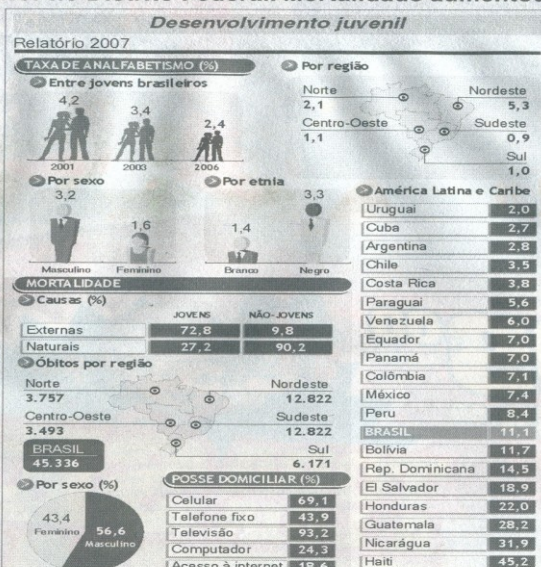 Desenvolvimento juvenil
Relatório 2007
TAXA DE ANALFABETISMO (%)
Entre jovens brasileiros
4,2
3,4
2,4
2001
2003
2006
Por região
Norte
2,1
Nordeste
5,3
Centro-Oeste
1,1
Sudeste
0,9
Sul
1,0
Por sexo
3,2
1,6
Masculino
Feminino
Por etnia
1,4
3,3
Branco
Negro
América Latina e Caribe
Uruguai 2,0
Cuba 2,7
Argentina 2,8
Chile 3,5
Costa Rica 3,8
Paraguai 5,6
Venezuela 6,0
Equador 7,0
Panamá 7,0
Colômbia 7,1
México 7,4
Peru 8,4
BRASIL 11,1
Bolívia 11,7
Rep. Dominicana 14,5
El Salvador 18,9
Honduras 22,0
Guatemala 28,2
Nicarágua 31,9
Haiti 45,2
MORTALIDADE
Causas (%)
JOVENS NÃO-JOVENS
Externas 72,8 9,8
Naturais 27,2 90,2
Óbitos por região
Norte
3.757
Nordeste
12.822
Centro-Oeste
3.493
Sudeste
12.822
Sul
6.171
BRASIL
45.336
Por sexo (%)
43,4
Feminino
56,6
Masculino
POSSE DOMICILIAR (%)
Celular 69,1
Telefone fixo 43,9
Televisão 93,2
Computador 24,3
Acesso à internet 18,6